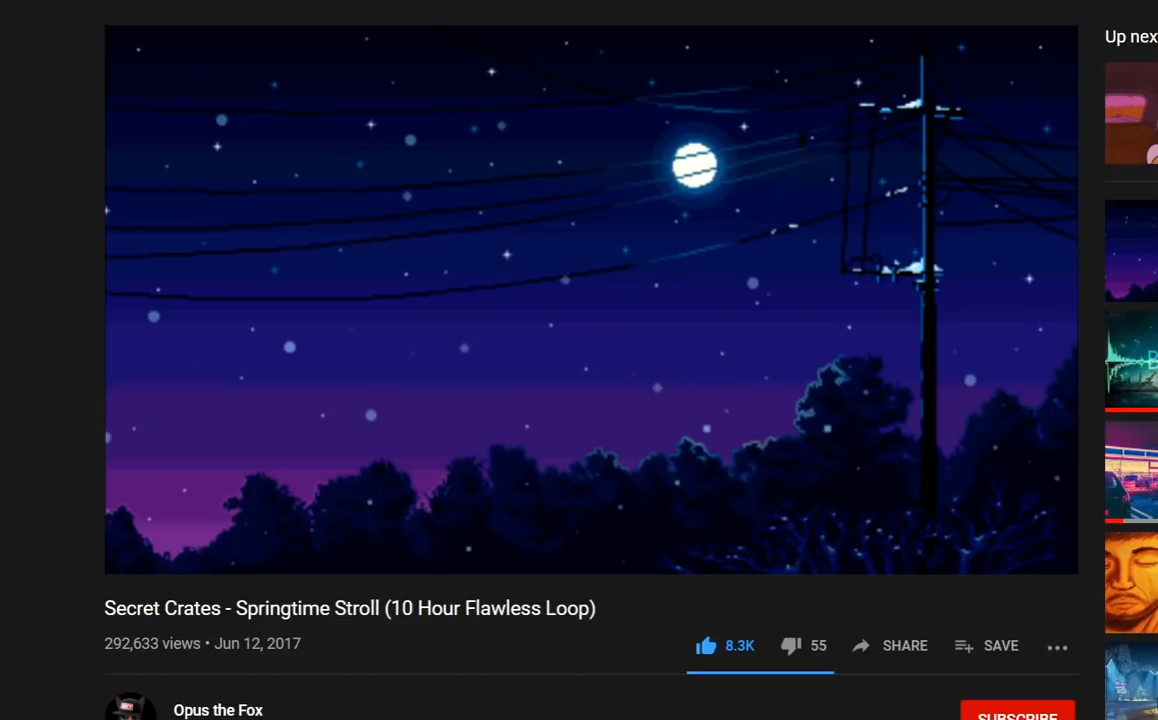 Up nex
Secret Crates - Springtime Stroll (10 Hour Flawless Loop)
292,633 views • Jun 12, 2017
8.3K 55 SHARE SAVE
Opus the Fox
SUBSCRIBE